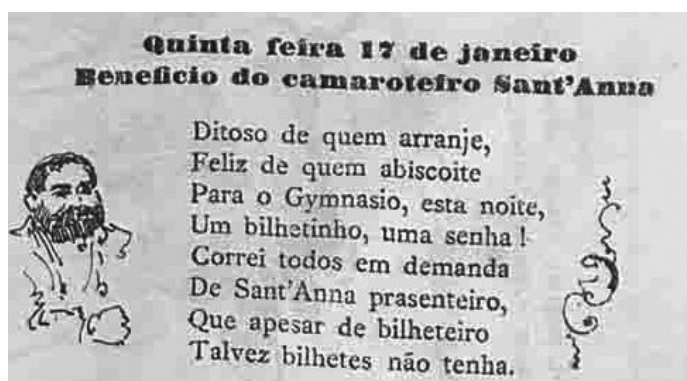 Quinta feira 17 de janeiro
Beneficio do camaroteiro Sant'Anna
Ditoso de quem arranje,
Feliz de quem abiscoite
Para o Gymnasio, esta noite,
Um bilhetinho, uma senha!
Correi todos em demanda
De Sant'Anna prasenteiro,
Que apesar de bilheteiro
Talvez bilhetes não tenha.